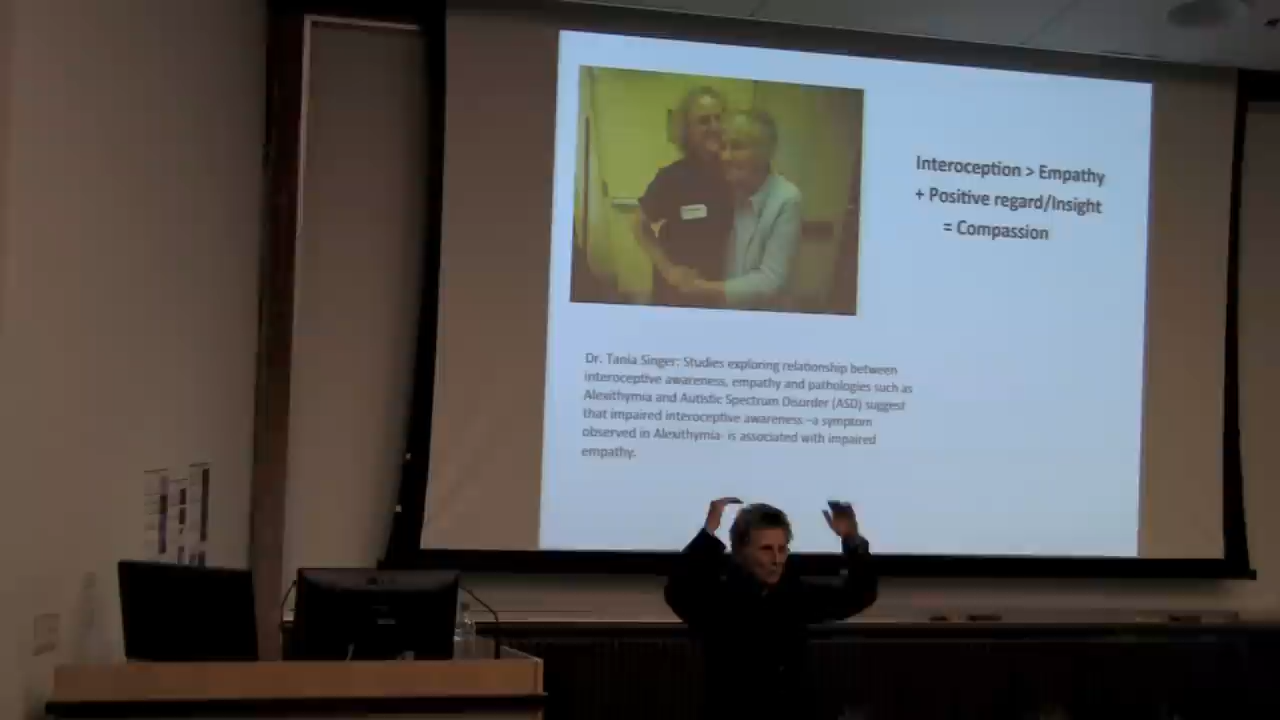 Interoception > Empathy
+ Positive regard/Insight
= Compassion
Dr. Tania Singer: Studies exploring relationship between
interoceptive awareness, empathy and pathologies such as
Alexithymia and Autistic Spectrum Disorder (ASD) suggest
that impaired interoceptive awareness –a symptom
observed in Alexithymia- is associated with impaired
empathy.